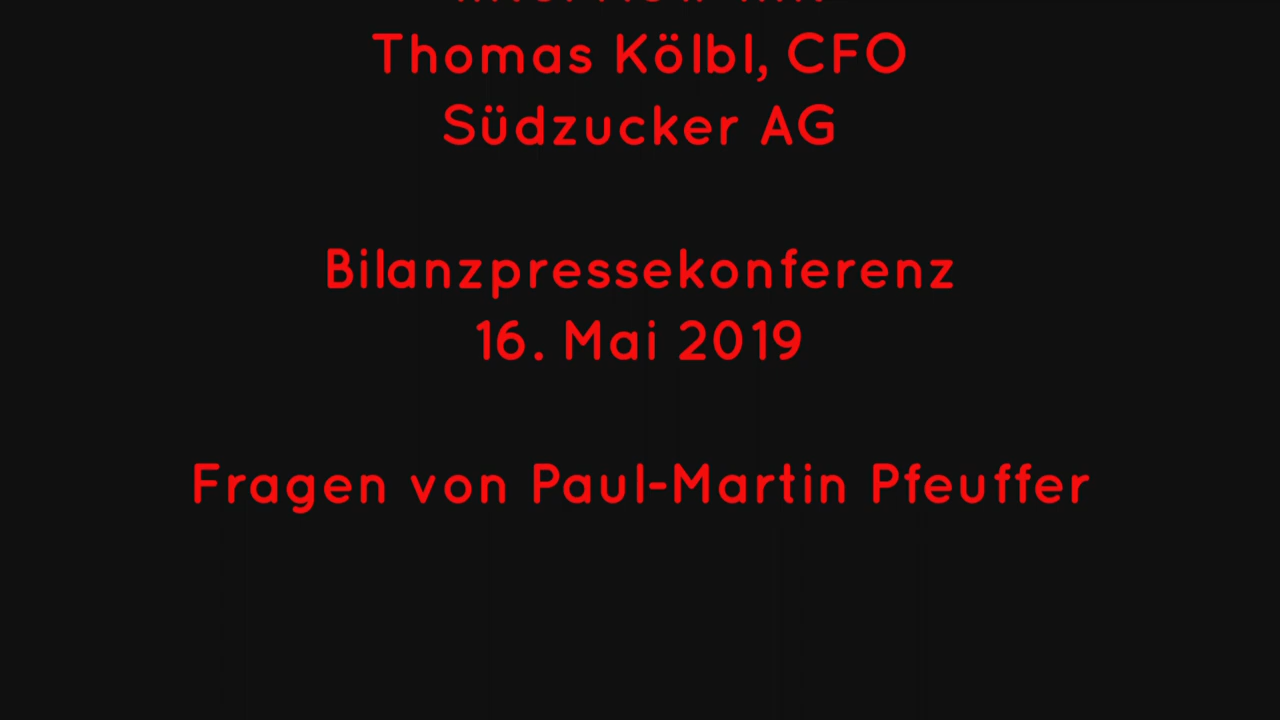 Thomas Kölbl, CFO
Südzucker AG
Bilanzpressekonferenz
16. Mai 2019
Fragen von Paul-Martin Pfeuffer